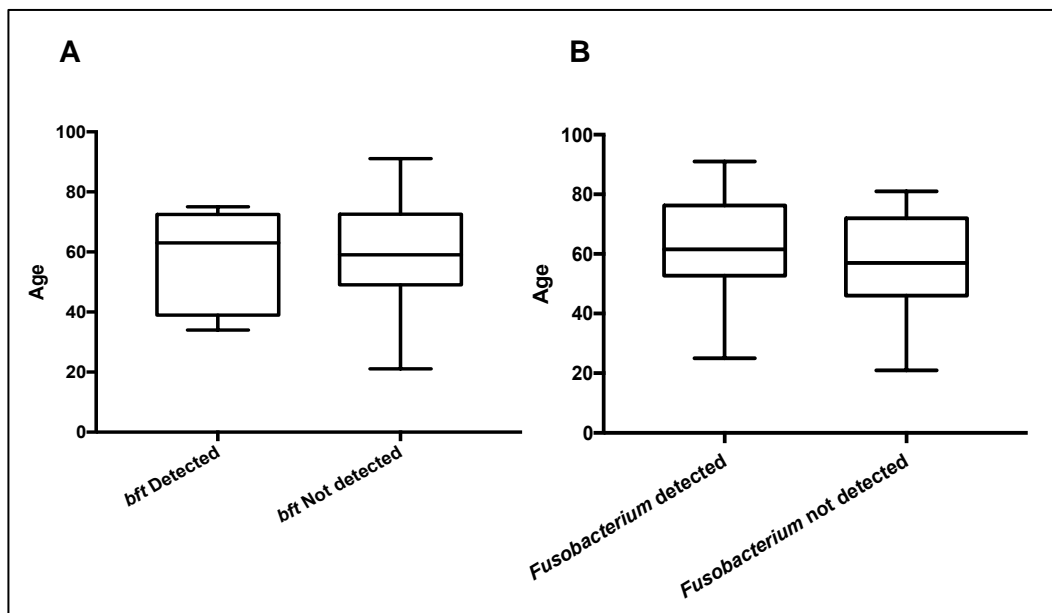 A
100
80
60
40
20
0
Age
bft Detected
bft Not detected
B
100
80
60
40
20
0
Age
Fusobacterium detected
Fusobacterium not detected